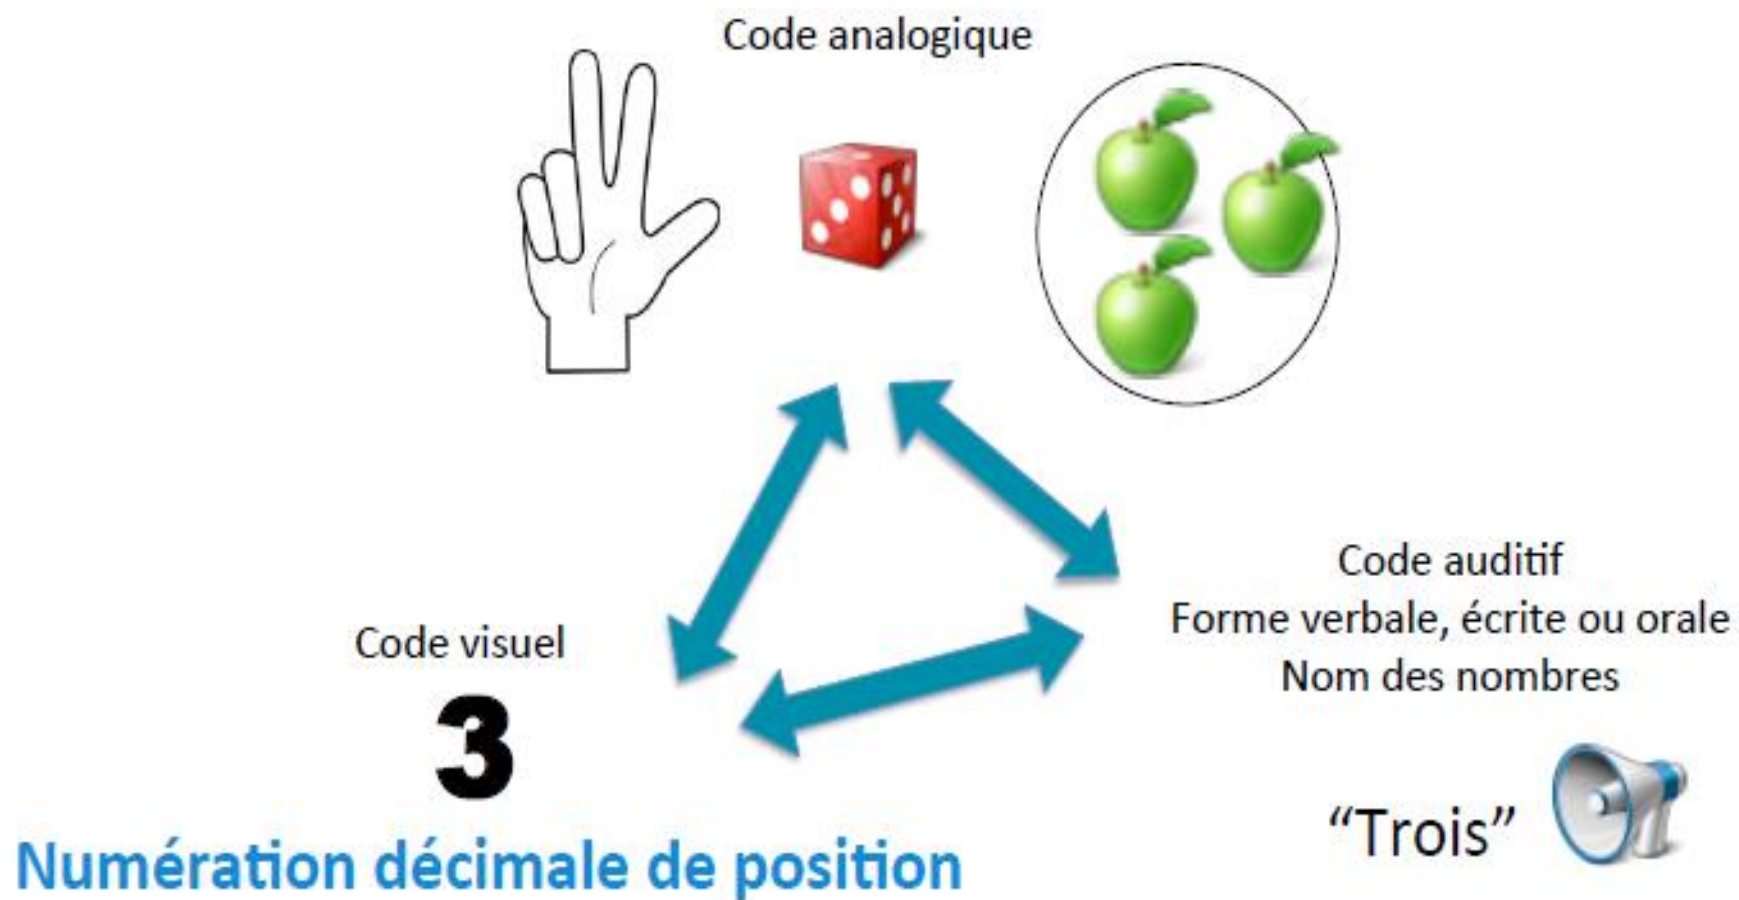 Code analogique
Code auditif
Forme verbale, écrite ou orale
Nom des nombres
Code visuel
3
“Trois”
Numération décimale de position